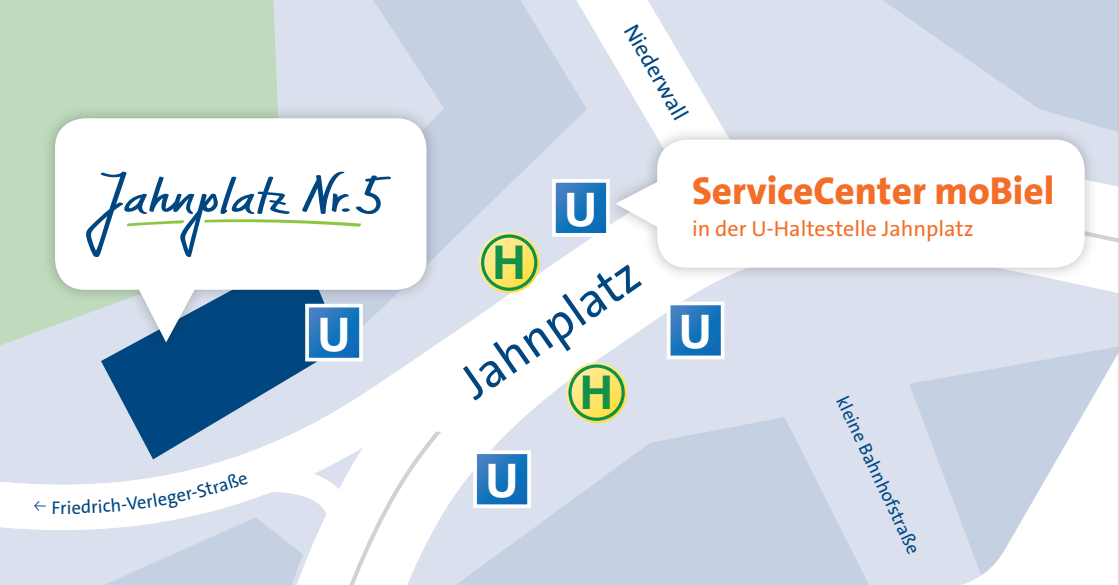 Niederwall
Jahnplatz Nr. 5
ServiceCenter moBiel
in der U-Haltestelle Jahnplatz
U
H
Jahnplatz
U
U
H
kleine Bahnhofstraße
U
← Friedrich-Verleger-Straße